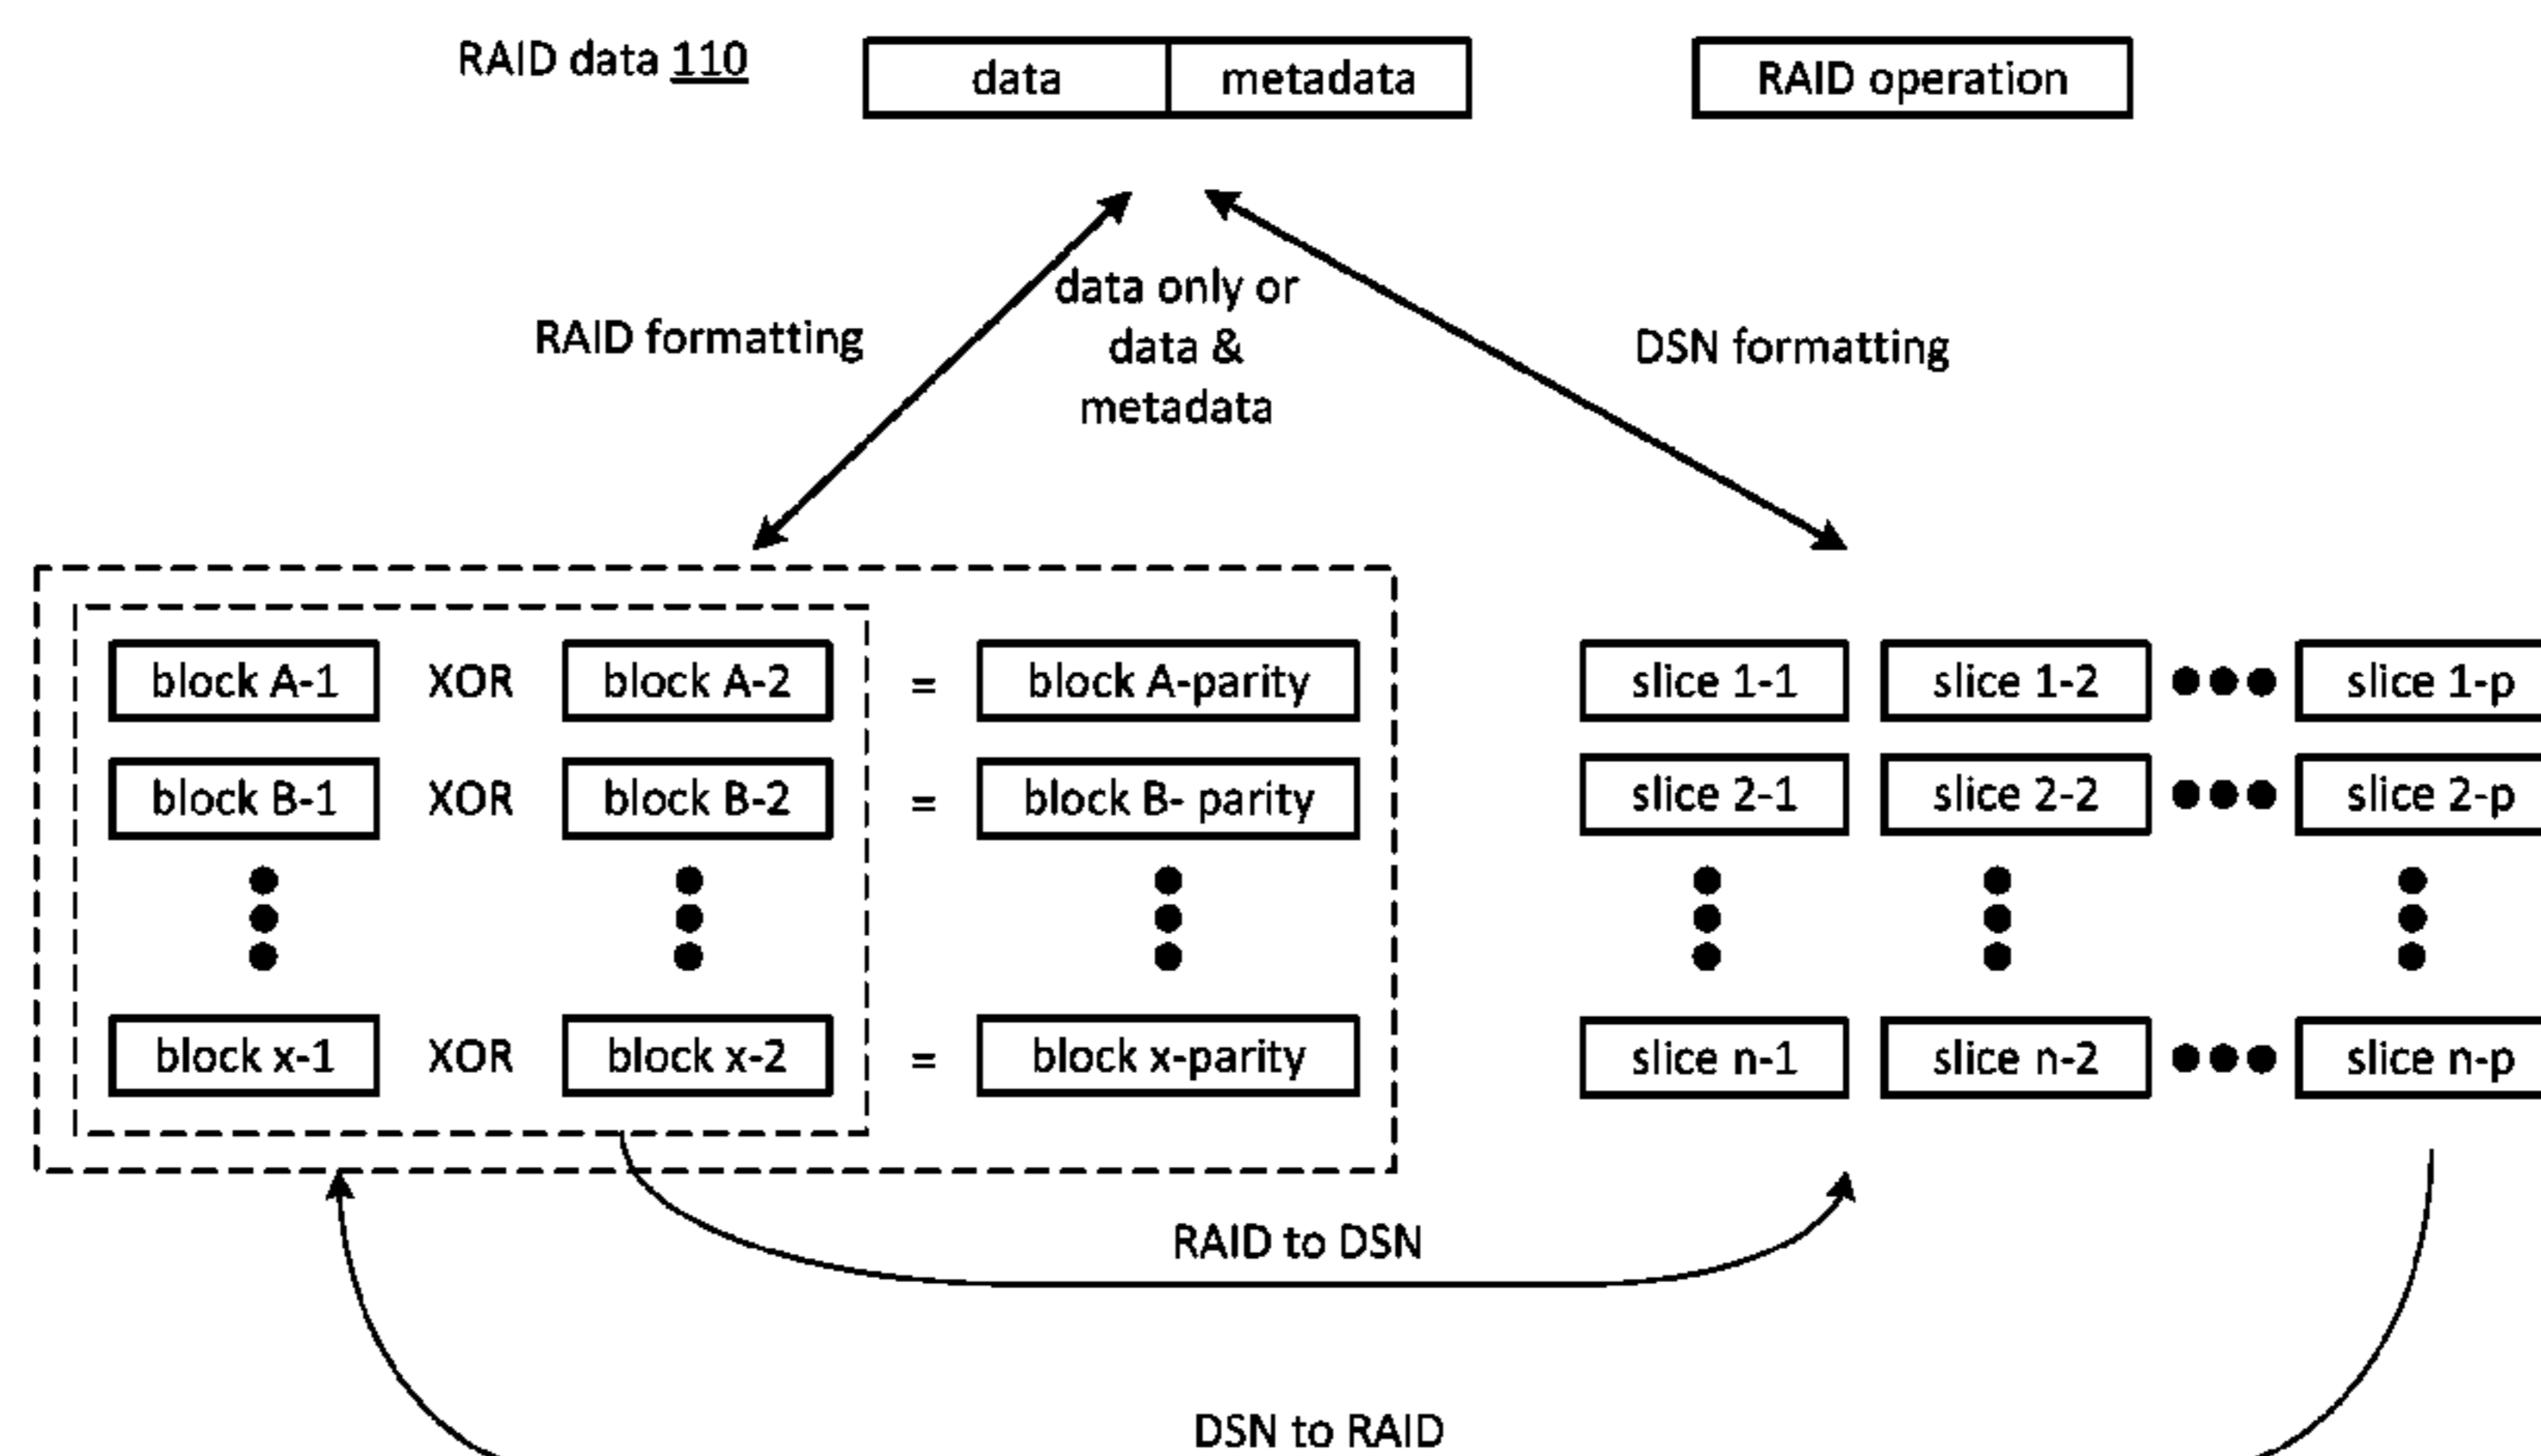 RAID data 110
data metadata
RAID operation
data only or
data &
metadata
RAID formatting
DSN formatting
block A-1 XOR block A-2 = block A-parity
slice 1-1 slice 1-2 ●●● slice 1-p
block B-1 XOR block B-2 = block B- parity
slice 2-1 slice 2-2 ●●● slice 2-p
block x-1 XOR block x-2 = block x-parity
slice n-1 slice n-2 ●●● slice n-p
RAID to DSN
DSN to RAID